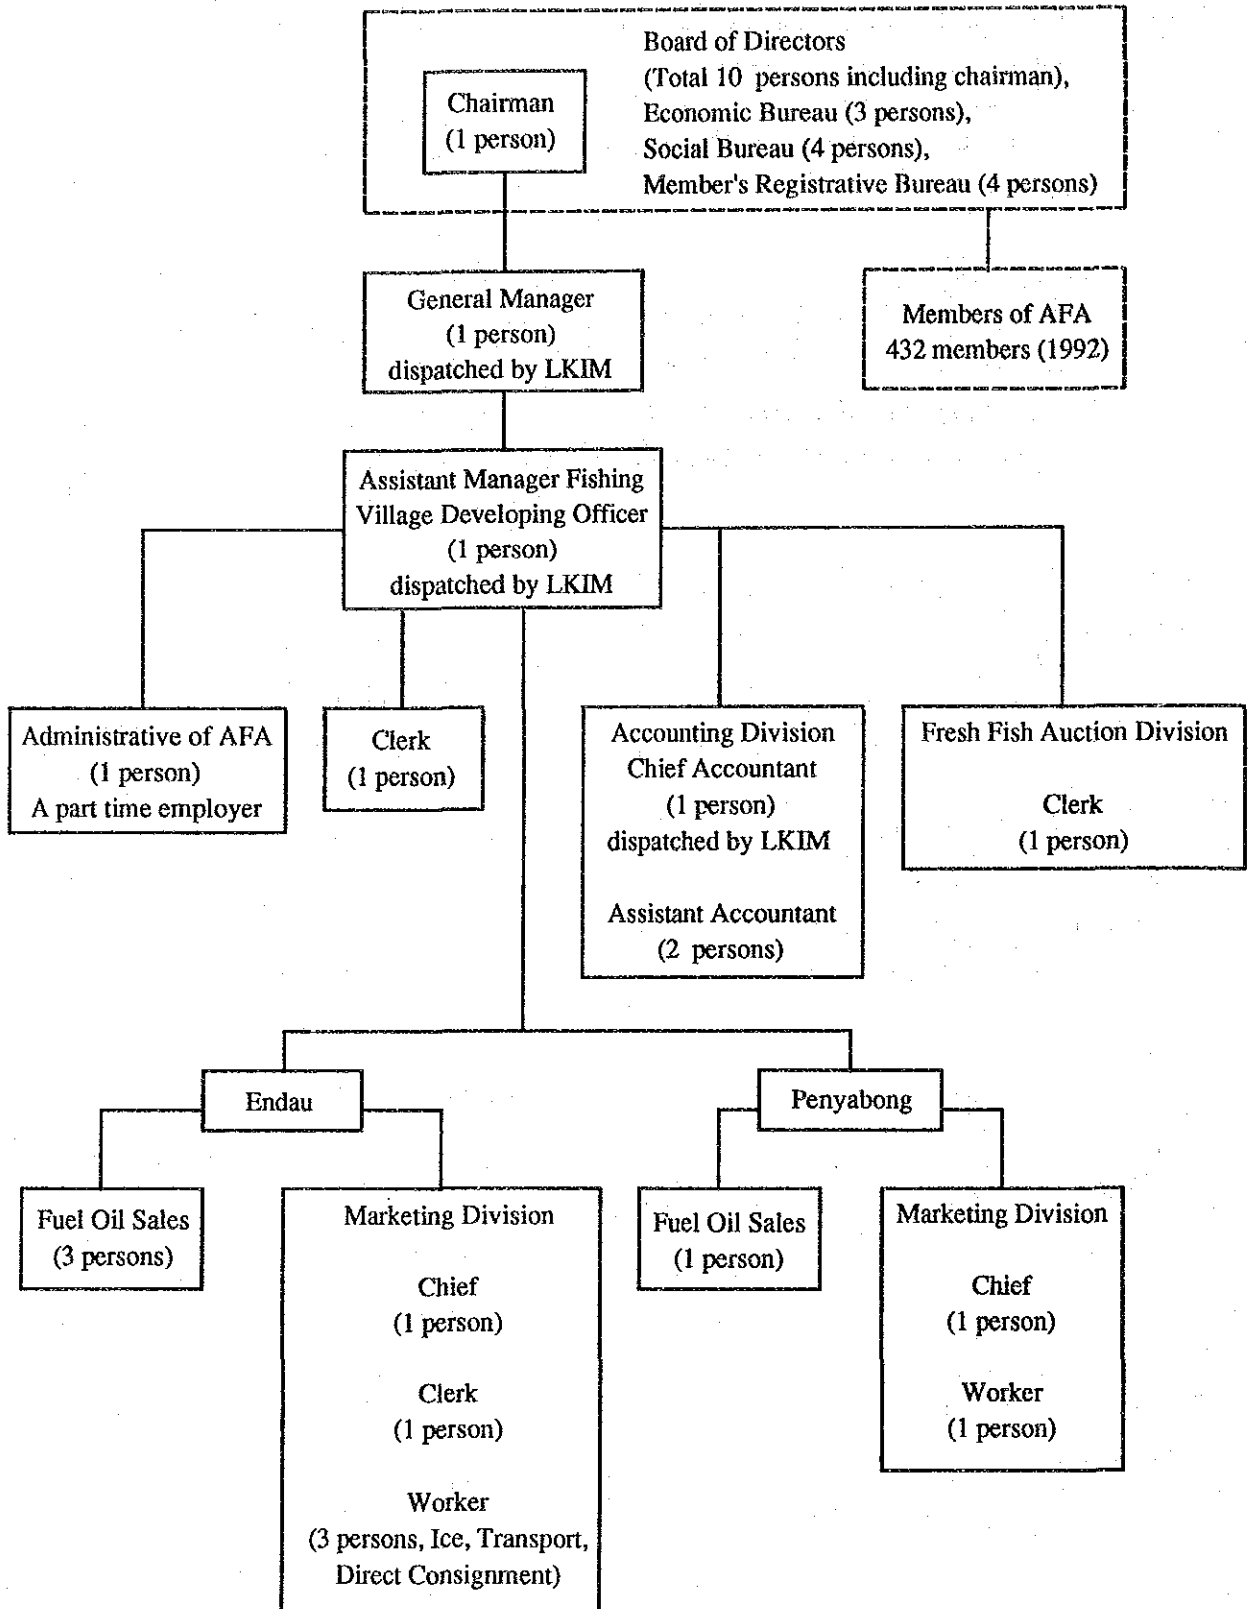 Board of Directors
(Total 10 persons including chairman),
Economic Bureau (3 persons),
Social Bureau (4 persons),
Member's Registrative Bureau (4 persons)
Chairman
(1 person)
General Manager
(1 person)
dispatched by LKIM
Members of AFA
432 members (1992)
Assistant Manager Fishing
Village Developing Officer
(1 person)
dispatched by LKIM
Administrative of AFA
(1 person)
A part time employer
Clerk
(1 person)
Accounting Division
Chief Accountant
(1 person)
dispatched by LKIM
Assistant Accountant
(2 persons)
Fresh Fish Auction Division
Clerk
(1 person)
Endau
Penyabong
Fuel Oil Sales
(3 persons)
Marketing Division
Chief
(1 person)
Clerk
(1 person)
Worker
(3 persons, Ice, Transport,
Direct Consignment)
Fuel Oil Sales
(1 person)
Marketing Division
Chief
(1 person)
Worker
(1 person)